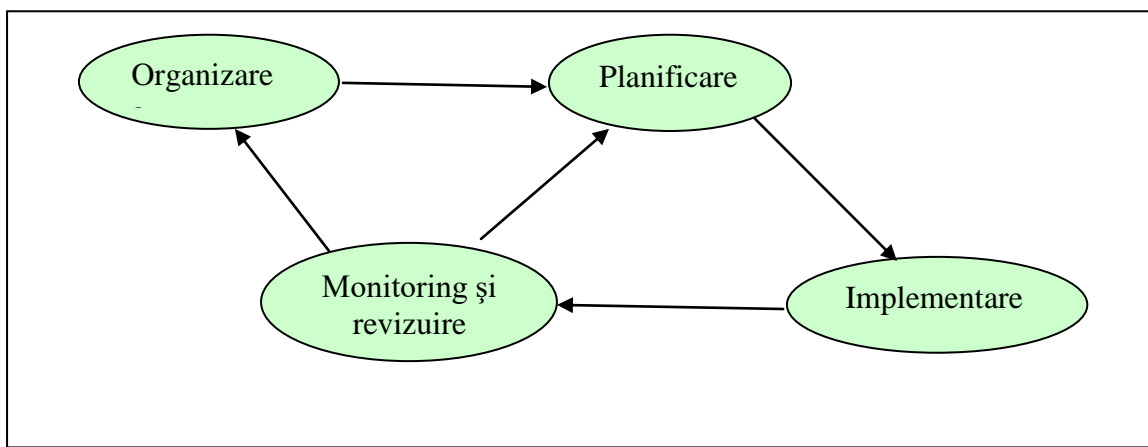 Organizare
Planificare
Monitoring şi
revizuire
Implementare